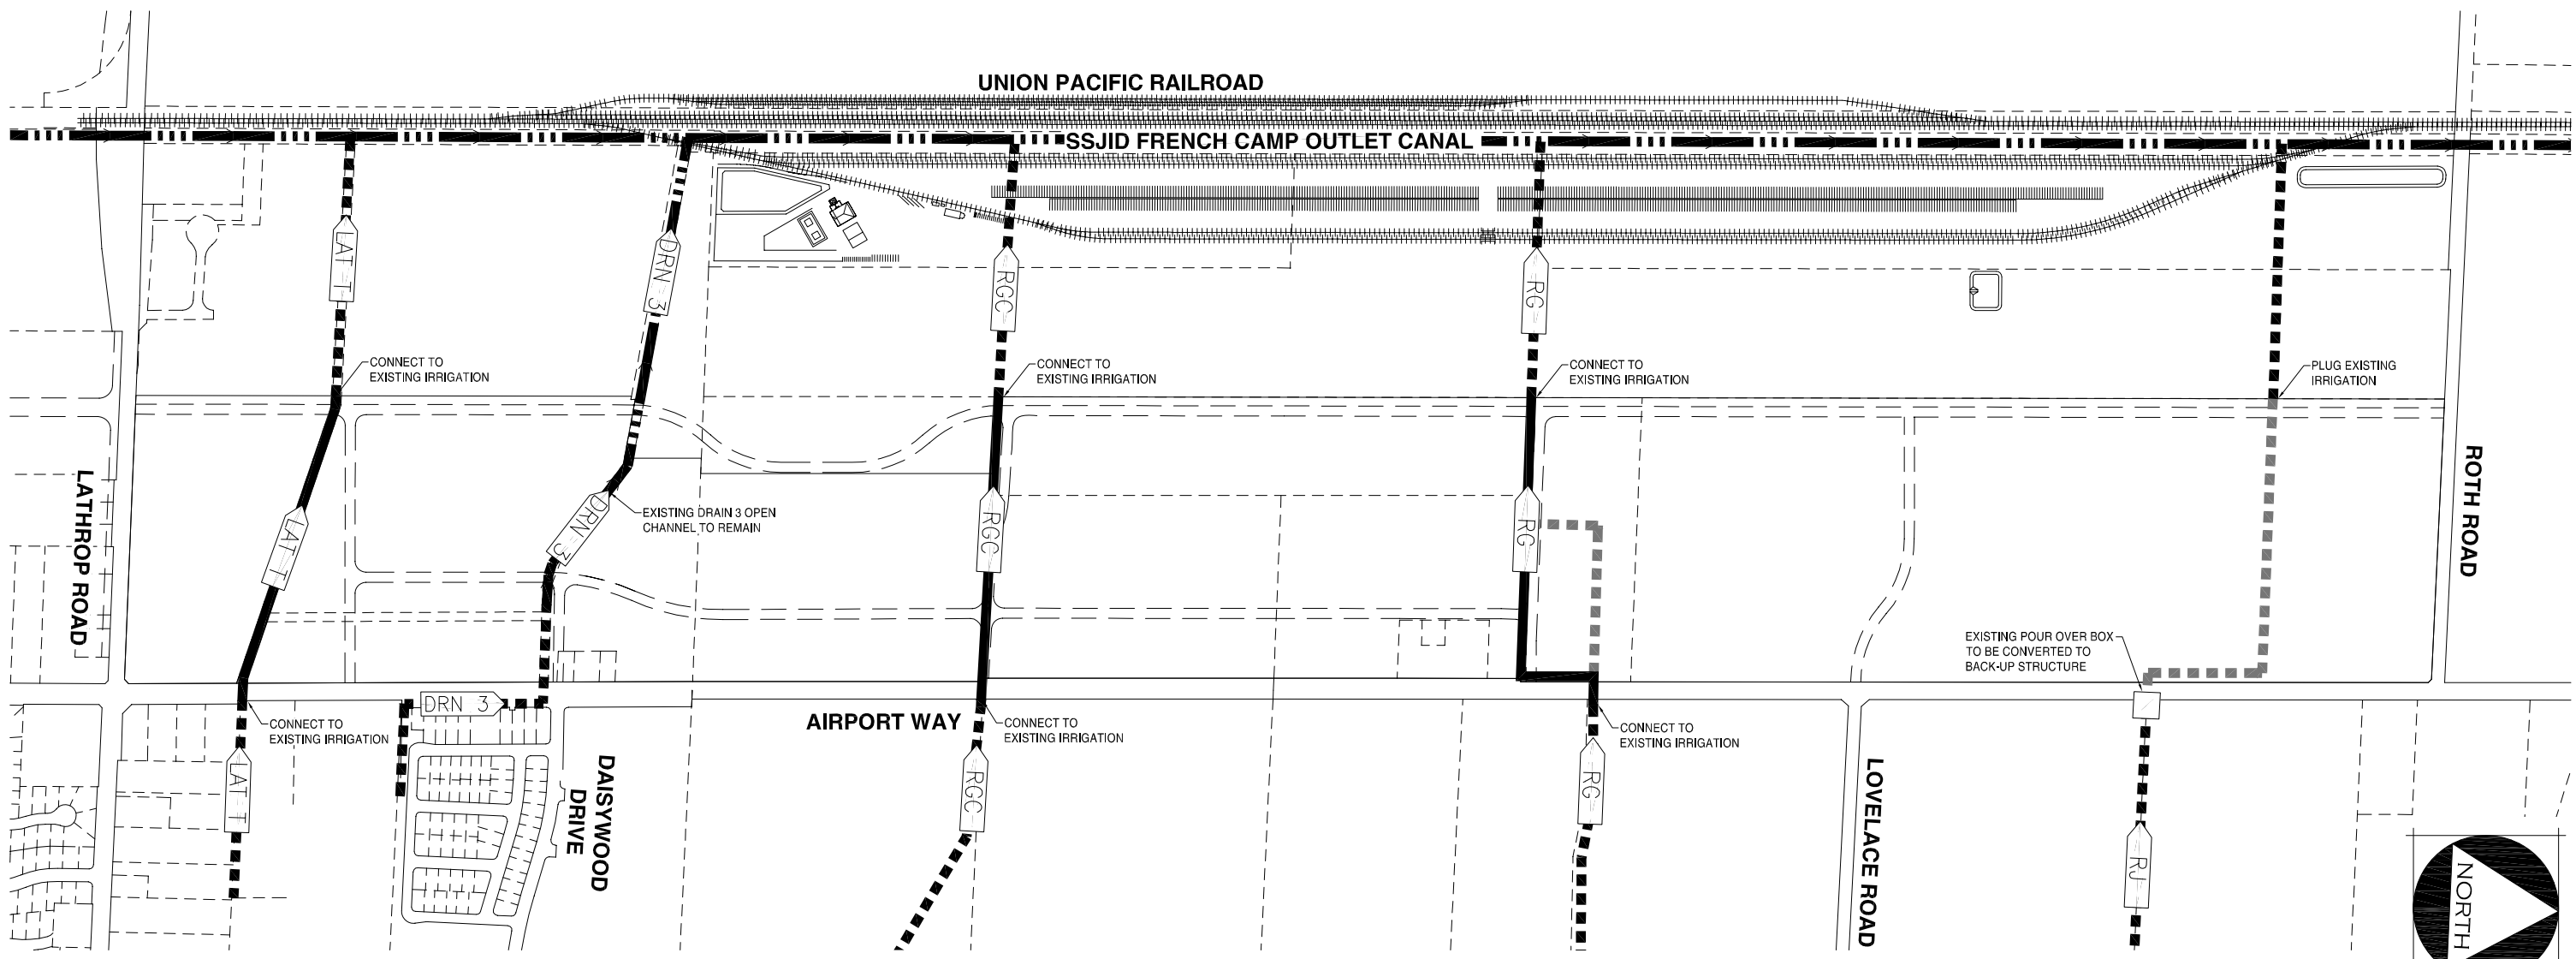 UNION PACIFIC RAILROAD
SSJID FRENCH CAMP OUTLET CANAL
LAT T
DRN 3
RGC
RG
CONNECT TO
EXISTING IRRIGATION
CONNECT TO
EXISTING IRRIGATION
CONNECT TO
EXISTING IRRIGATION
PLUG EXISTING
IRRIGATION
LATHROP ROAD
LAT T
DRN 3
EXISTING DRAIN 3 OPEN
CHANNEL TO REMAIN
RGC
RG
ROTH ROAD
EXISTING POUR OVER BOX
TO BE CONVERTED TO
BACK-UP STRUCTURE
DRN 3
CONNECT TO
EXISTING IRRIGATION
AIRPORT WAY
CONNECT TO
EXISTING IRRIGATION
CONNECT TO
EXISTING IRRIGATION
LAT T
DAISYWOOD
DRIVE
RGC
RG
LOVELACE ROAD
RJ
NORTH